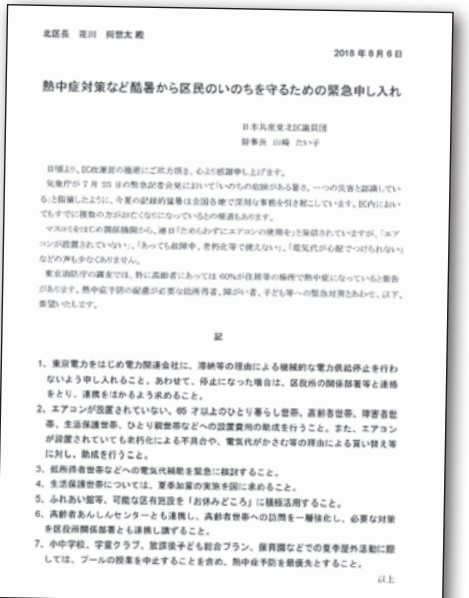 北区長 花川 與惣太 殿
2018年8月6日
熱中症対策など酷暑から区民のいのちを守るための緊急申し入れ
日本共産党北区議員団
幹事長 山崎 たい子
日頃より、区政運営の推進にご尽力頂き、心より感謝申し上げます。
気象庁が7月23日の緊急記者会見において「いのちの危険がある暑さ。一つの災害と認識してい
る」と指摘したように、今夏の記録的猛暑は全国各地で深刻な事態を引き起こしています。区内におい
てもすでに複数の方がお亡くなりになっているとの報道もあります。
マスコミをはじめ関係機関から、連日「ためらわずにエアコンの使用を」と発信されていますが、「エア
コンが設置されていない」、「あっても故障中、老朽化等で使えない」、「電気代が心配でつけられない」
などの声も少なくありません。
東京消防庁の調査では、特に高齢者にあっては60%が住居等の場所で熱中症になっていると報告
があります。熱中症予防の配慮が必要な低所得者、障がい者、子ども等への緊急対策とあわせ、以下、
要望いたします。
記
1、東京電力をはじめ電力関連会社に、滞納等の理由による機械的な電力供給停止を行わ
ないよう申し入れること。あわせて、停止になった場合は、区役所の関係部署等と連絡
をとり、連携をはかるよう求めること。
2、エアコンが設置されていない、65才以上のひとり暮らし世帯、高齢者世帯、障害者世
帯、生活保護世帯、ひとり親世帯などへの設置費用の助成を行うこと。また、エアコン
が設置されていても老朽化による不具合や、電気代がかさむ等の理由による買い替え等
に対し、助成を行うこと。
3、低所得者世帯などへの電気代補助を緊急に検討すること。
4、生活保護世帯については、夏季加算の実施を国に求めること。
5、ふれあい館等、可能な区有施設を「お休みどころ」に積極活用すること。
6、高齢者あんしんセンターとも連携し、高齢者世帯への訪問を一層強化し、必要な対策
を区役所関係部署とも連携し講ずること。
7、小中学校、学童クラブ、放課後子ども総合プラン、保育園などでの夏季屋外活動に際
しては、プールの授業を中止することを含め、熱中症予防を最優先とすること。
以上